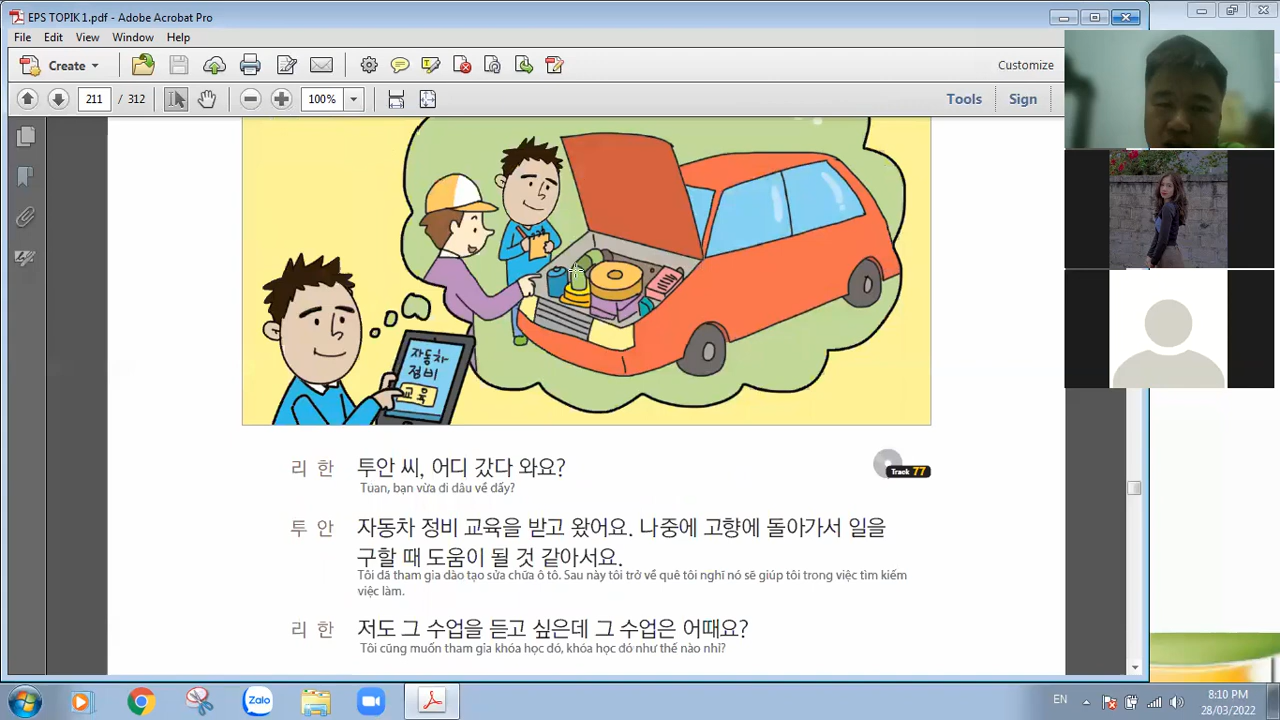 EPS TOPIK 1.pdf - Adobe Acrobat Pro
File Edit View Window Help
Create Customize
211 / 312 100% Tools Sign
자동차
정비
교육
리 한 투안 씨, 어디 갔다 와요?
Track 77
Tuan, bạn vừa đi đâu về đấy?
투 안 자동차 정비 교육을 받고 왔어요. 나중에 고향에 돌아가서 일을
구할 때 도움이 될 것 같아서요.
Tôi đã tham gia đào tạo sửa chữa ô tô. Sau này tôi trở về quê tôi nghĩ nó sẽ giúp tôi trong việc tìm kiếm
việc làm.
리 한 저도 그 수업을 듣고 싶은데 그 수업은 어때요?
Tôi cũng muốn tham gia khóa học đó, khóa học đó như thế nào nhỉ?
Zalo
EN 8:10 PM
28/03/2022